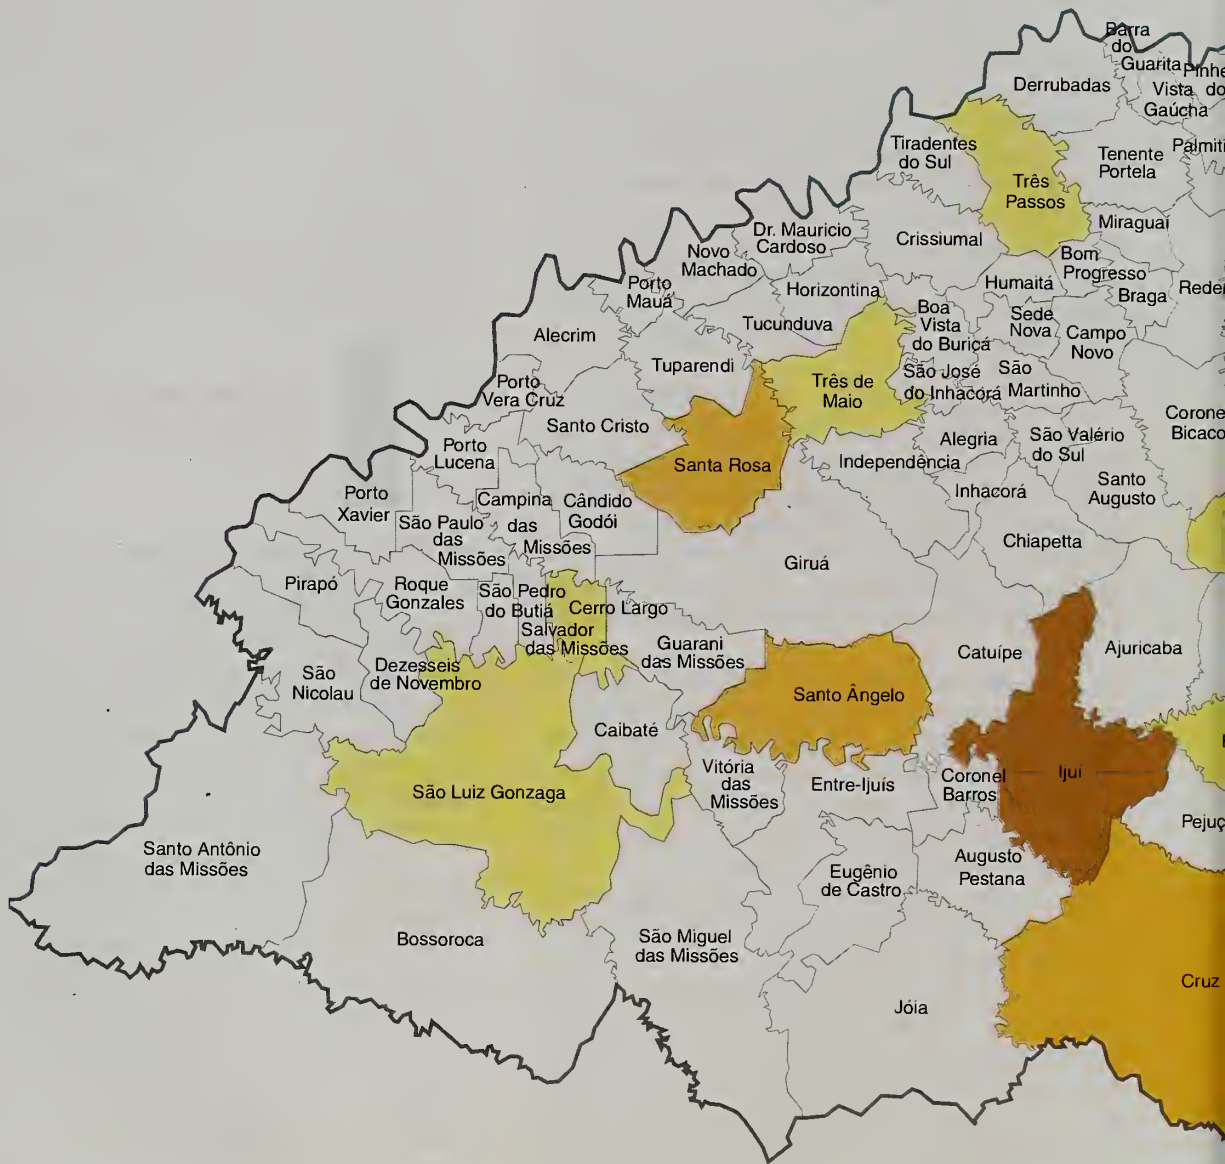 Barra
do
Guarita
Derrubadas
Vista
Gaúcha
do
Tiradentes
do Sul
Tenente
Portela
Três
Passos
Miraguaí
Dr. Mauricio
Cardoso
Crissiumal
Novo
Machado
Bom
Progresso
Porto
Mauá
Horizontina
Humaitá
Braga
Boa
Vista
do Buricá
Sede
Nova
Campo
Novo
Alecrim
Tucunduva
Tuparendi
Três de
Maio
São José
do Inhacorá
São
Martinho
Porto
Vera Cruz
Santo Cristo
Santa Rosa
Independência
Alegria
São Valério
do Sul
Porto
Lucena
Santo
Augusto
Inhacorá
Porto
Xavier
Campina
das
Missões
Cândido
Godói
São Paulo
das
Missões
Chiapetta
Giruá
Pirapó
Roque
Gonzales
São Pedro
do Butiá
Cerro Largo
Salvador
das Missões
Guarani
das Missões
Catuípe
Ajuricaba
São
Nicolau
Dezesseis
de Novembro
Santo Ângelo
Caibaté
São Luiz Gonzaga
Vitória
das
Missões
Entre-Ijuís
Coronel
Barros
Ijuí
Santo Antônio
das Missões
Eugênio
de Castro
Augusto
Pestana
Bossoroca
São Miguel
das Missões
Jóia
Cruz